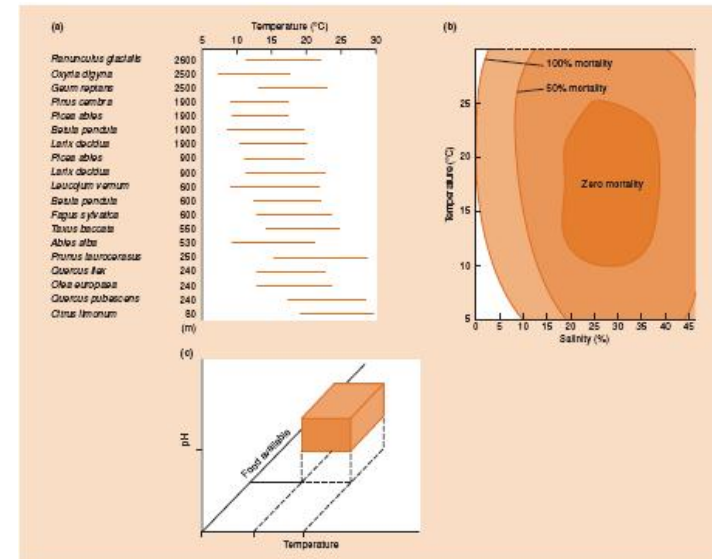 (a)
Temperature (°C)
5 10 15 20 25 30
Ranunculus glacialis 2600
Oxyria digyna 2500
Geum reptans 2500
Pinus cembra 1900
Picea abies 1900
Betula pendula 1900
Larix decidua 1900
Picea abies 900
Larix decidua 900
Leucojum vernum 600
Betula pendula 600
Fagus sylvatica 600
Taxus baccata 550
Abies alba 530
Prunus laurocerasus 250
Quercus ilex 240
Olea europaea 240
Quercus pubescens 240
Citrus limonum 80
(m)
(b)
100% mortality
50% mortality
Zero mortality
Temperature (°C)
25
20
15
10
5
0 5 10 15 20 25 30 35 40 45
Salinity (%)
(c)
pH
Food available
Temperature